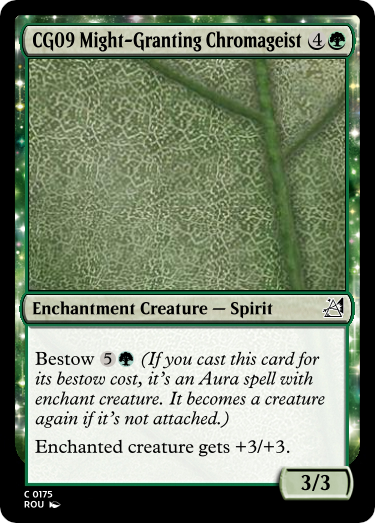 CG09 Might-Granting Chromageist 4
Enchantment Creature — Spirit
Bestow 5 (If you cast this card for
its bestow cost, it's an Aura spell with
enchant creature. It becomes a creature
again if it's not attached.)
Enchanted creature gets +3/+3.
3/3
C 0175
ROU